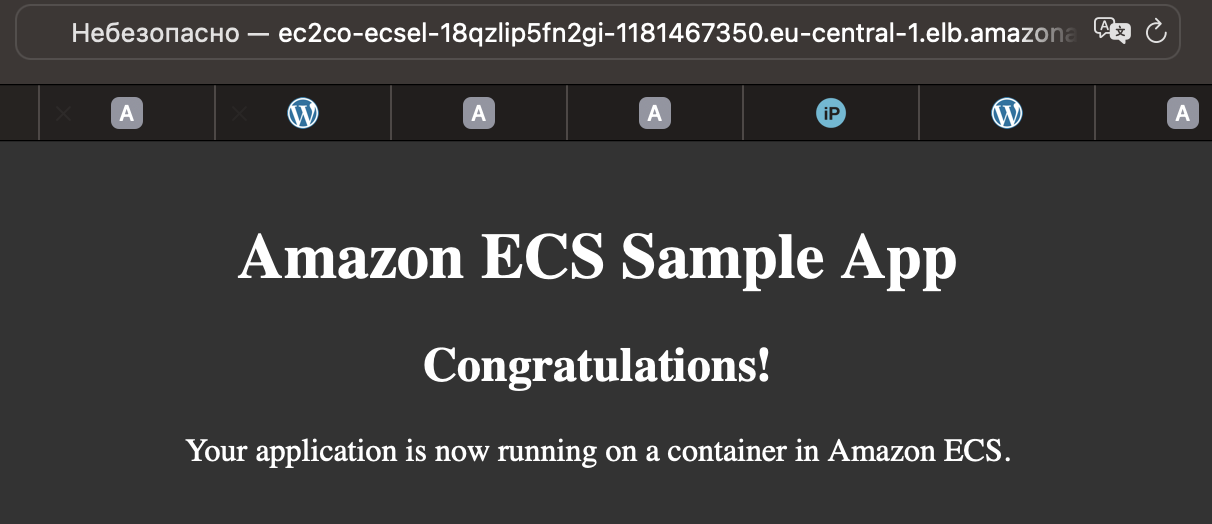 Небезопасно — ec2co-ecsel-18qzlip5fn2gi-1181467350.eu-central-1.elb.amazona
A W A A iP W A
Amazon ECS Sample App
Congratulations!
Your application is now running on a container in Amazon ECS.